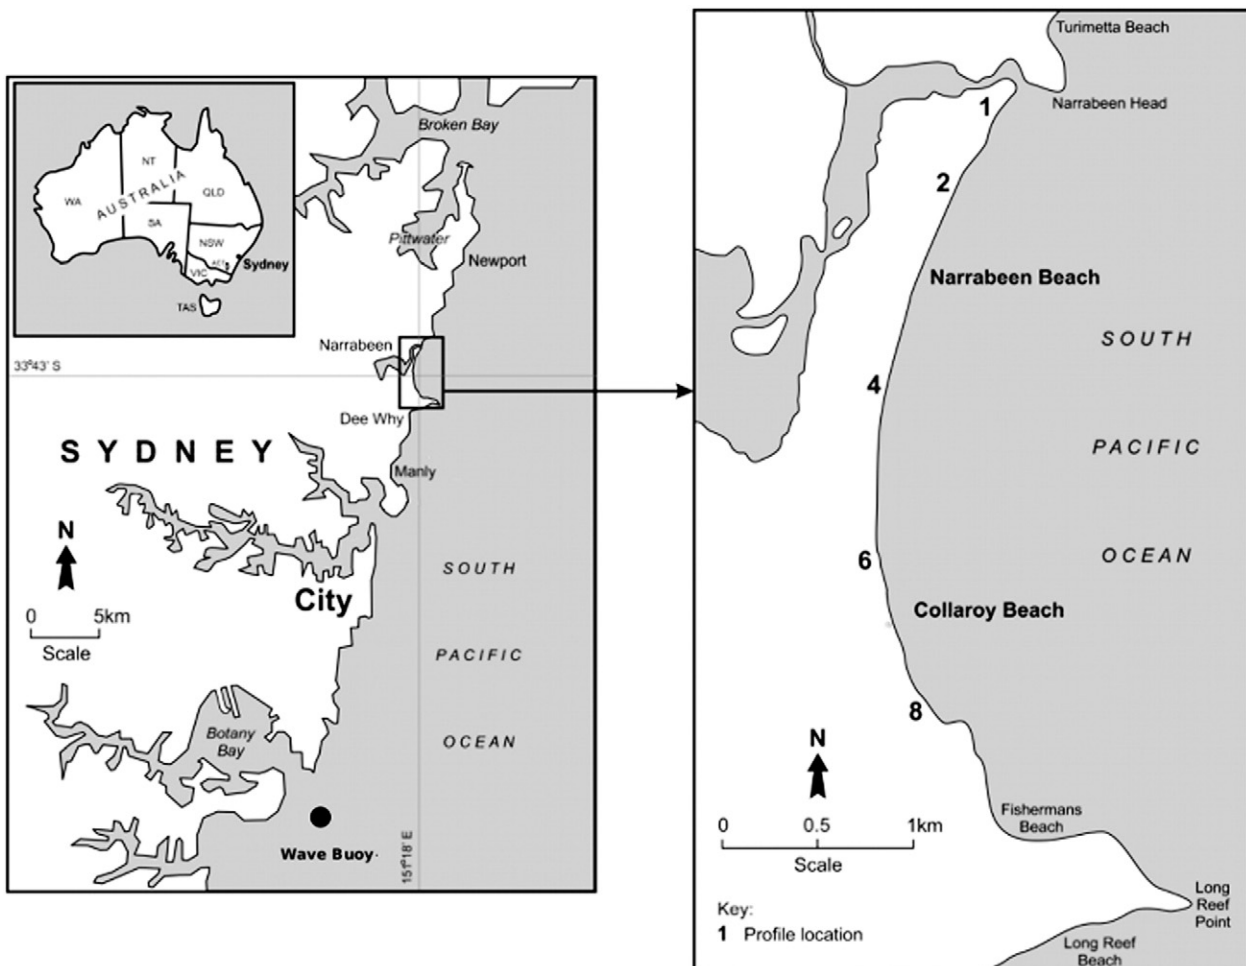 WA
NT
QLD
AUSTRALIA
SA
NSW
VIC
Sydney
TAS
Broken Bay
Pittwater
Newport
Narrabeen
33°43' S
Dee Why
SYDNEY
Manly
N
City
0 5km
Scale
SOUTH
PACIFIC
OCEAN
Botany
Bay
Wave Buoy
151°18' E
Turimetta Beach
1
Narrabeen Head
2
Narrabeen Beach
SOUTH
4
PACIFIC
6
OCEAN
Collaroy Beach
8
N
Fishermans
Beach
0 0.5 1km
Scale
Long
Reef
Point
Key:
1 Profile location
Long Reef
Beach